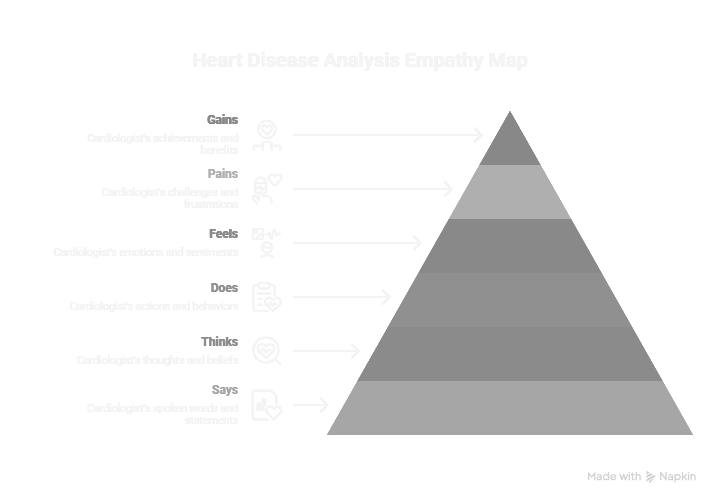 Heart Disease Analysis Empathy Map
Gains
Cardiologist's achievements and
benefits
Pains
Cardiologist's challenges and
frustrations
Feels
Cardiologist's emotions and sentiments
Does
Cardiologist's actions and behaviors
Thinks
Cardiologist's thoughts and beliefs
Says
Cardiologist's spoken words and
statements
Made with Napkin